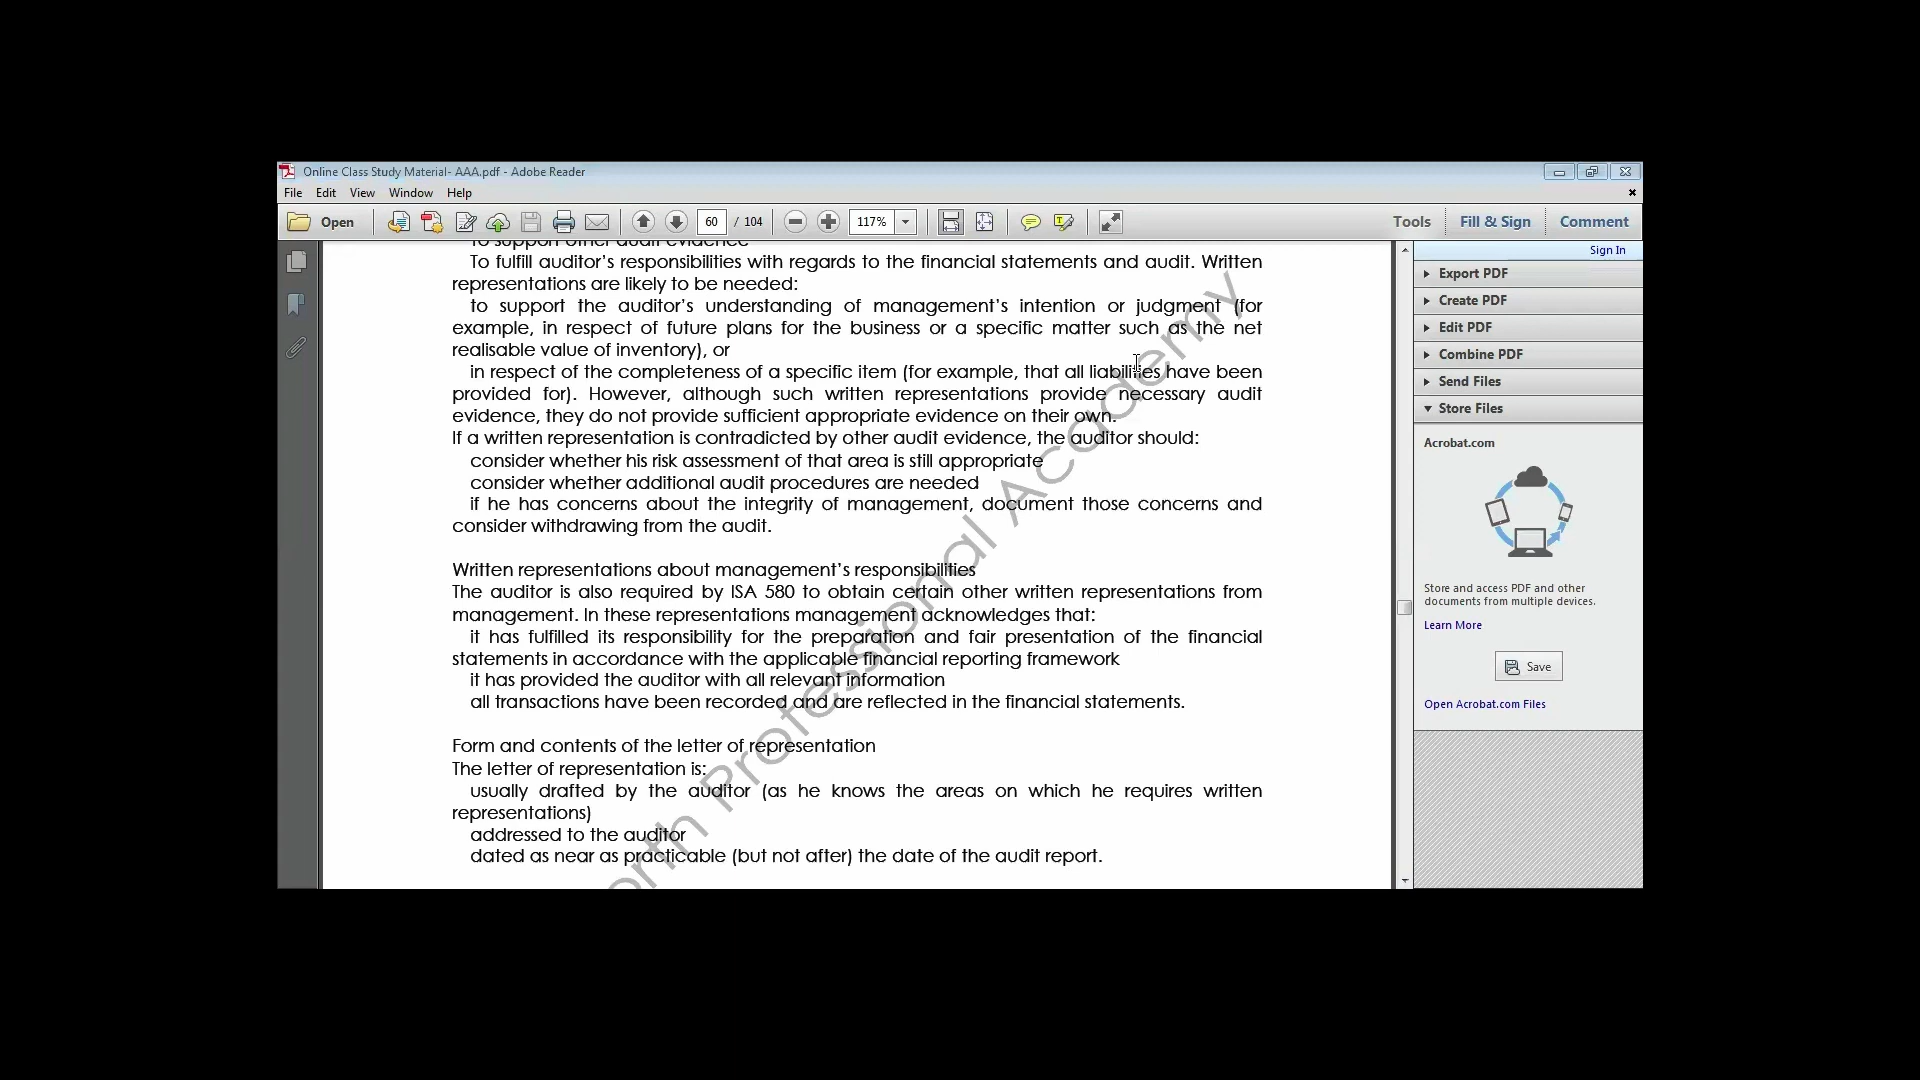 Online Class Study Material- AAA.pdf - Adobe Reader
File Edit View Window Help
Open 60 / 104 117% Tools Fill & Sign Comment
to support other audit evidence
To fulfill auditor’s responsibilities with regards to the financial statements and audit. Written
representations are likely to be needed:
to support the auditor’s understanding of management’s intention or judgment (for
example, in respect of future plans for the business or a specific matter such as the net
realisable value of inventory), or
in respect of the completeness of a specific item (for example, that all liabilities have been
provided for). However, although such written representations provide necessary audit
evidence, they do not provide sufficient appropriate evidence on their own.
If a written representation is contradicted by other audit evidence, the auditor should:
consider whether his risk assessment of that area is still appropriate
consider whether additional audit procedures are needed
if he has concerns about the integrity of management, document those concerns and
consider withdrawing from the audit.
Written representations about management’s responsibilities
The auditor is also required by ISA 580 to obtain certain other written representations from
management. In these representations management acknowledges that:
it has fulfilled its responsibility for the preparation and fair presentation of the financial
statements in accordance with the applicable financial reporting framework
it has provided the auditor with all relevant information
all transactions have been recorded and are reflected in the financial statements.
Form and contents of the letter of representation
The letter of representation is:
usually drafted by the auditor (as he knows the areas on which he requires written
representations)
addressed to the auditor
dated as near as practicable (but not after) the date of the audit report.
orth Professional Academy
Sign In
Export PDF
Create PDF
Edit PDF
Combine PDF
Send Files
Store Files
Acrobat.com
Store and access PDF and other
documents from multiple devices.
Learn More
Save
Open Acrobat.com Files